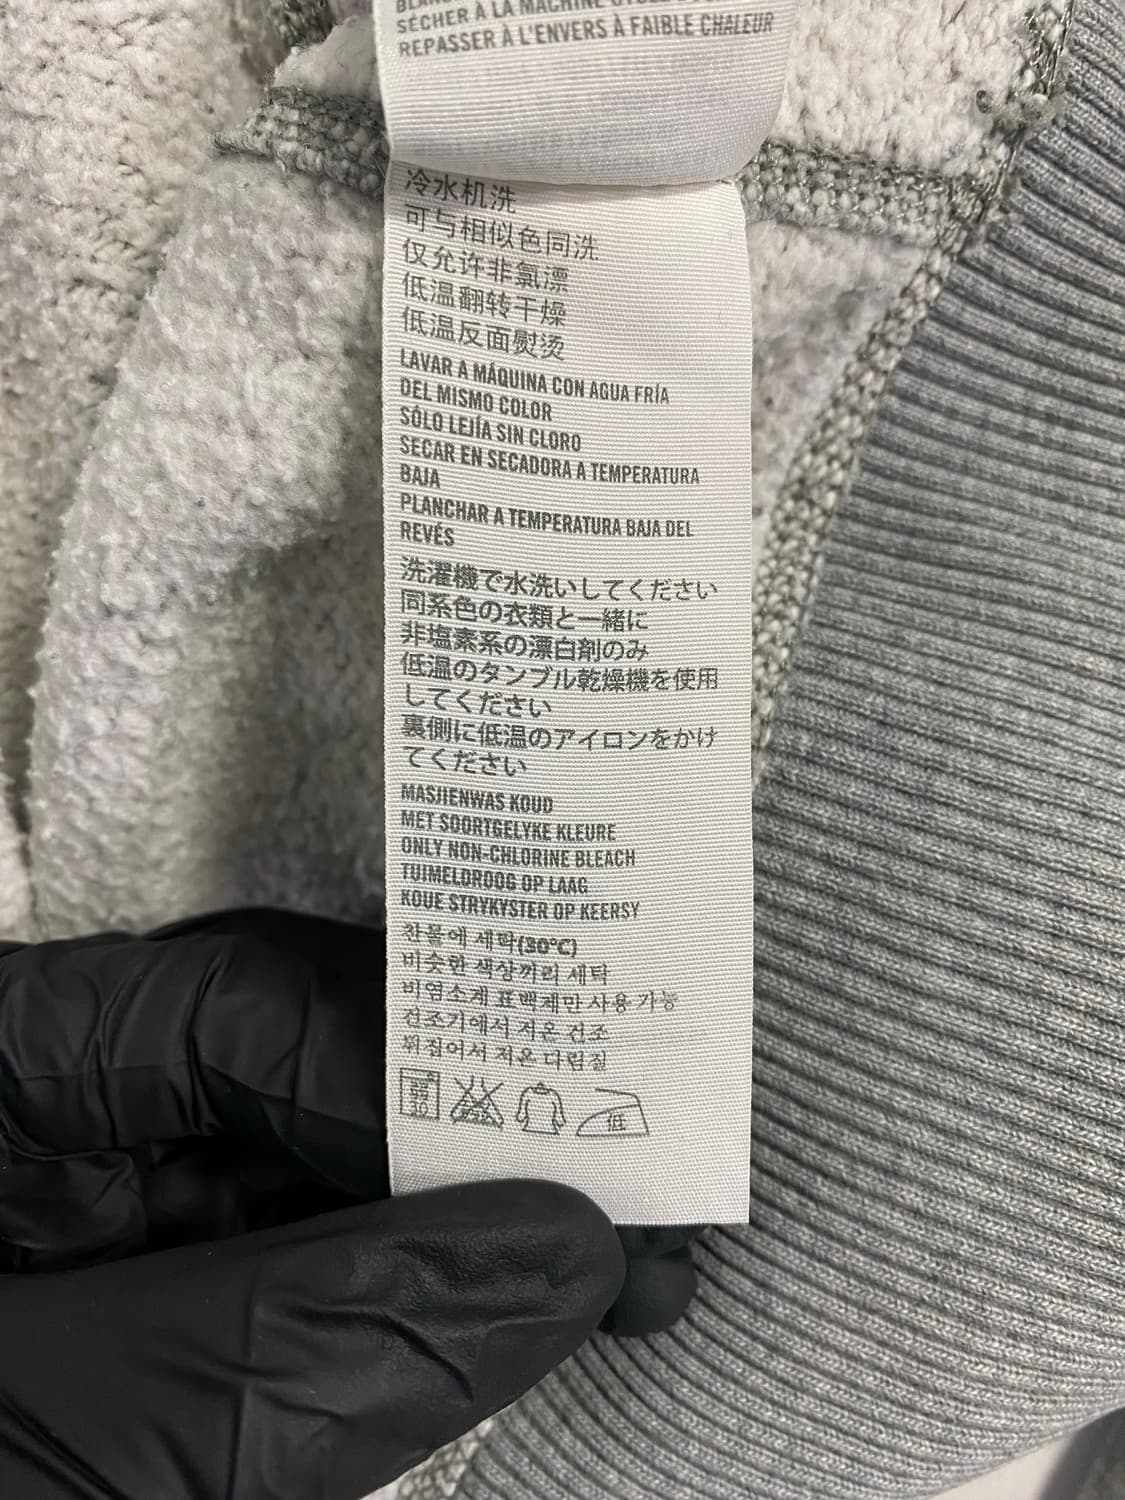 SÉCHER À LA MACHINE
REPASSER À L'ENVERS À FAIBLE CHALEUR
冷水机洗
可与相似色同洗
仅允许非氯漂
低温翻转干燥
低温反面熨烫
LAVAR A MÁQUINA CON AGUA FRÍA
DEL MISMO COLOR
SÓLO LEJÍA SIN CLORO
SECAR EN SECADORA A TEMPERATURA
BAJA
PLANCHAR A TEMPERATURA BAJA DEL
REVÉS
洗濯機で水洗いしてください
同系色の衣類と一緒に
非塩素系の漂白剤のみ
低温のタンブル乾燥機を使用
してください
裏側に低温のアイロンをかけ
てください
MASJIENWAS KOUD
MET SOORTGELYKE KLEURE
ONLY NON-CHLORINE BLEACH
TUIMELDROOG OP LAAG
KOUE STRYKYSTER OP KEERSY
찬물에 세탁(30°C)
비슷한 색상끼리 세탁
비염소계 표백제만 사용 가능
건조기에서 저온 건조
뒤집어서 저온 다림질
低